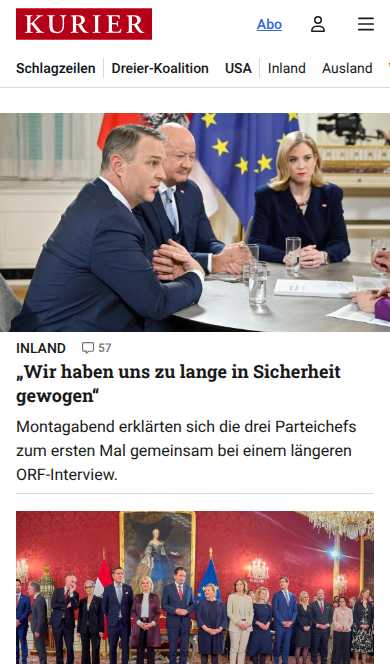 KURIER
Abo
Schlagzeilen Dreier-Koalition USA Inland Ausland
INLAND 57
„Wir haben uns zu lange in Sicherheit
gewogen“
Montagabend erklärten sich die drei Parteichefs
zum ersten Mal gemeinsam bei einem längeren
ORF-Interview.